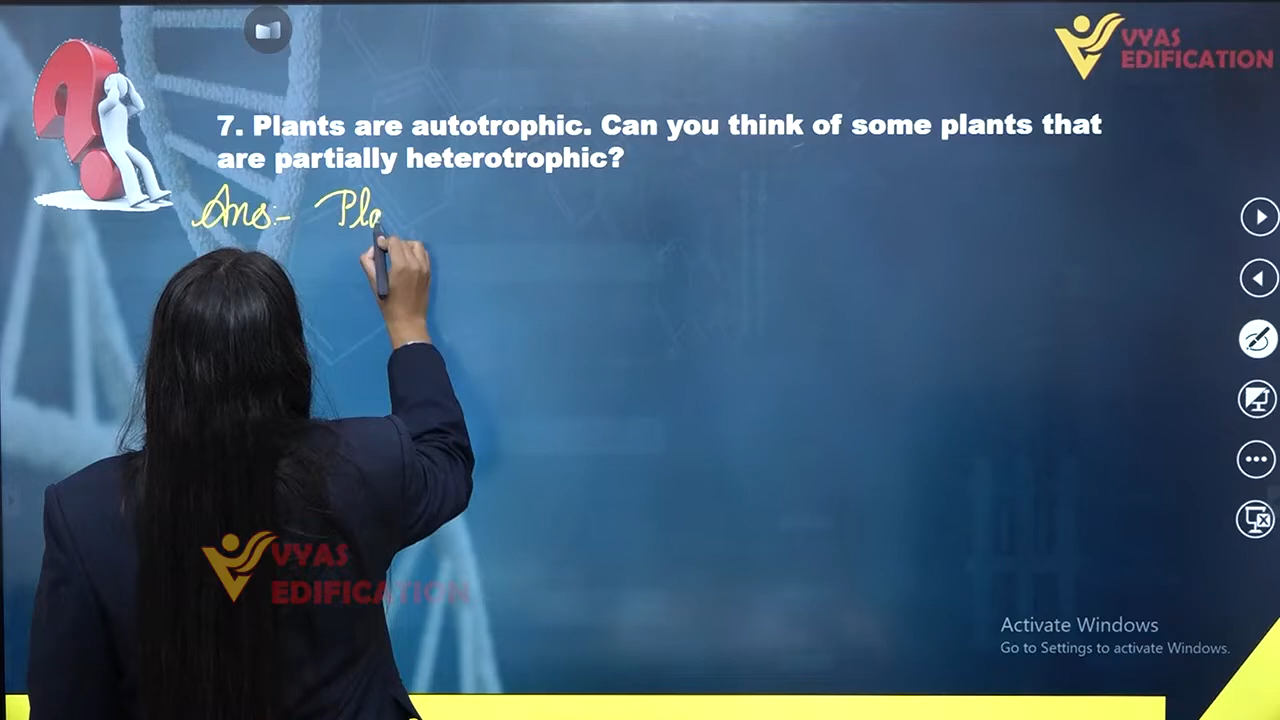 VYAS
EDIFICATION
7. Plants are autotrophic. Can you think of some plants that
are partially heterotrophic?
Ans:- Pla
VYAS
EDIFICATION
Activate Windows
Go to Settings to activate Windows.